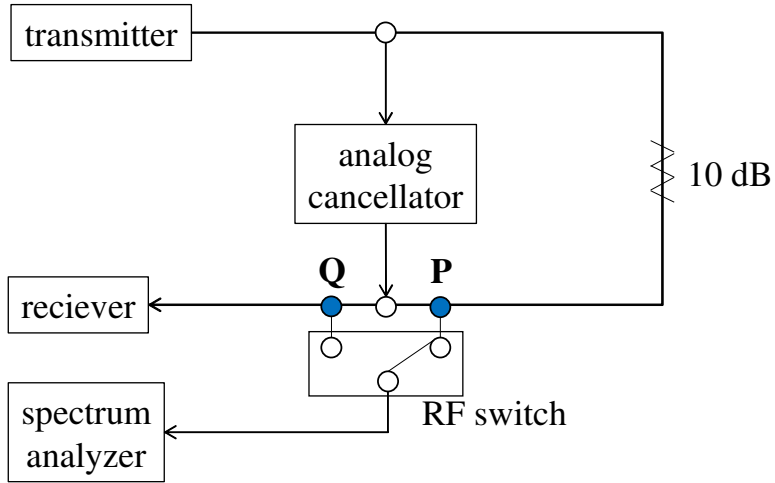 transmitter
analog
cancellator
10 dB
Q
P
reciever
RF switch
spectrum
analyzer